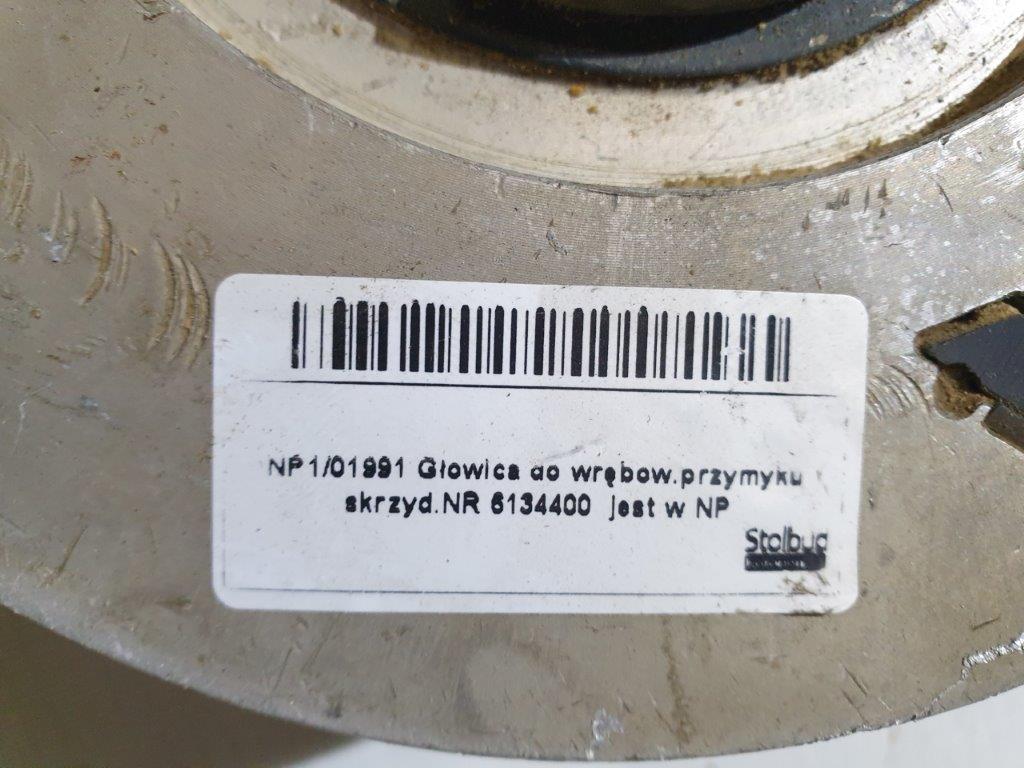 NP1/01991 Głowica do wrębow.przymyku
skrzyd.NR 6134400 jest w NP
Stolbud